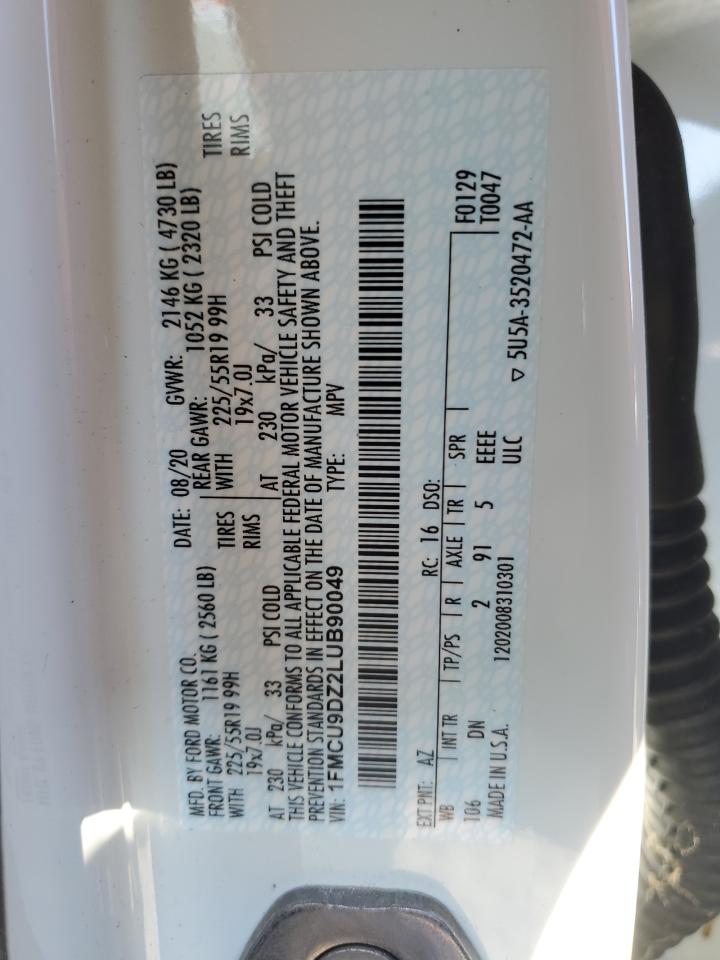 MFD. BY FORD MOTOR CO. DATE: 08/20 GVWR: 2146 KG ( 4730 LB)
FRONT GAWR: 1161 KG ( 2560 LB) REAR GAWR: 1052 KG ( 2320 LB)
WITH 225/55R19 99H TIRES WITH 225/55R19 99H TIRES
19x7.0J RIMS 19x7.0J RIMS
AT 230 kPa/ 33 PSI COLD AT 230 kPa/ 33 PSI COLD
THIS VEHICLE CONFORMS TO ALL APPLICABLE FEDERAL MOTOR VEHICLE SAFETY AND THEFT
PREVENTION STANDARDS IN EFFECT ON THE DATE OF MANUFACTURE SHOWN ABOVE.
VIN: 1FMCU9DZ2LUB90049 TYPE: MPV
EXT PNT: AZ RC: 16 DSO: F0129
WB INT TR TP/PS R AXLE TR SPR T0047
106 DN 2 91 5 EEEE
MADE IN U.S.A. 1202008310301 ULC ▽ 5U5A-3520472-AA